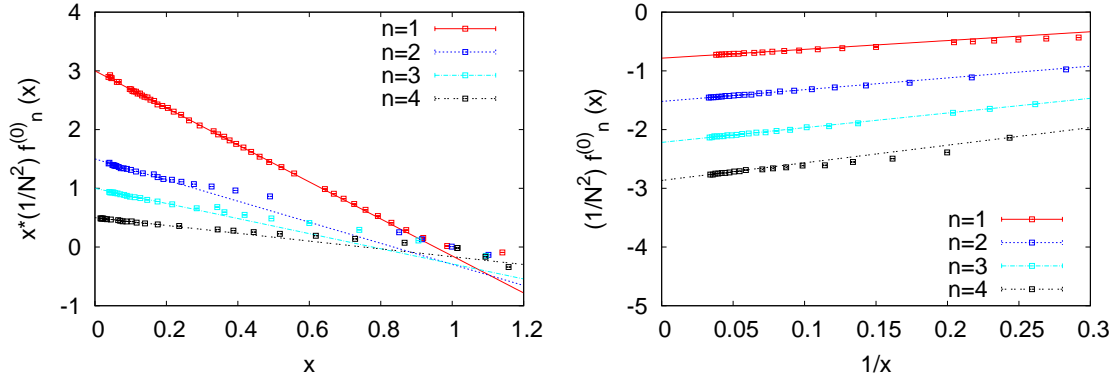 4
3
2
1
0
-1
0
0.2
0.4
0.6
0.8
1
1.2
x
x*(1/N²) f⁽⁰⁾ₙ (x)
n=1
n=2
n=3
n=4
0
-1
-2
-3
-4
-5
0
0.05
0.1
0.15
0.2
0.25
0.3
1/x
(1/N²) f⁽⁰⁾ₙ (x)
n=1
n=2
n=3
n=4